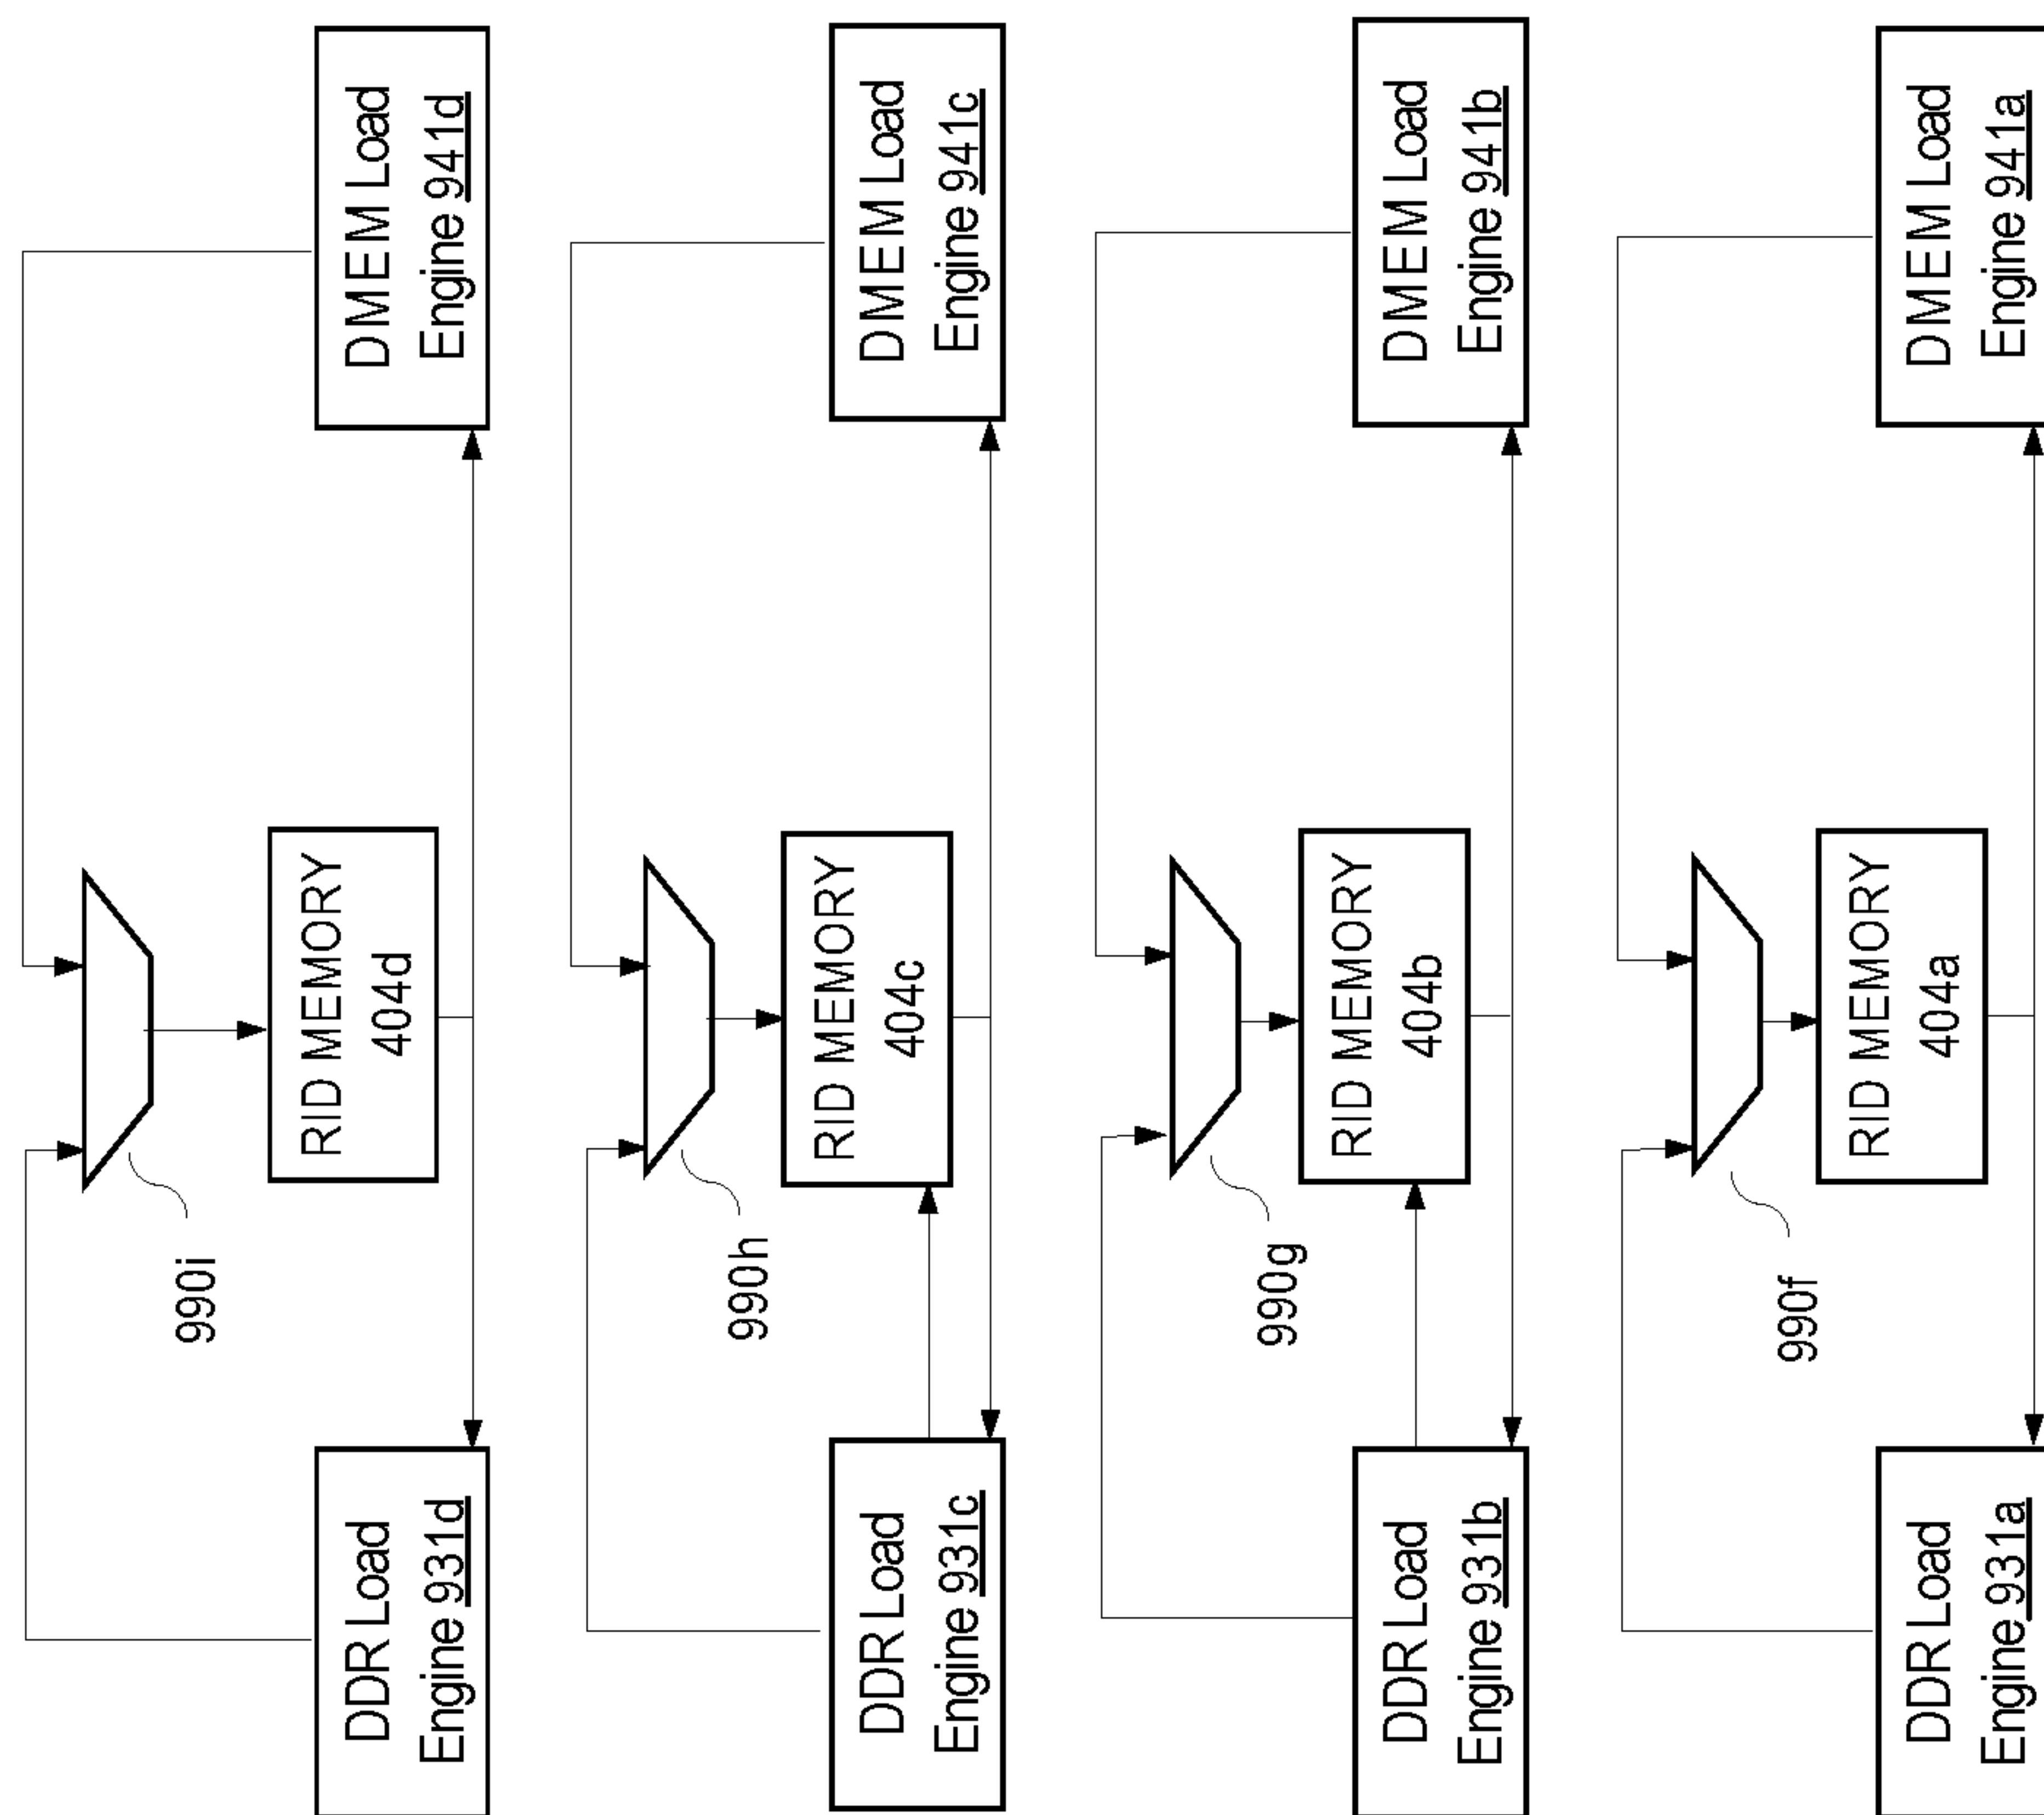 DDR Load
Engine 931d
990i
RID MEMORY
404d
DMEM Load
Engine 941d
DDR Load
Engine 931c
990h
RID MEMORY
404c
DMEM Load
Engine 941c
DDR Load
Engine 931b
990g
RID MEMORY
404b
DMEM Load
Engine 941b
DDR Load
Engine 931a
990f
RID MEMORY
404a
DMEM Load
Engine 941a